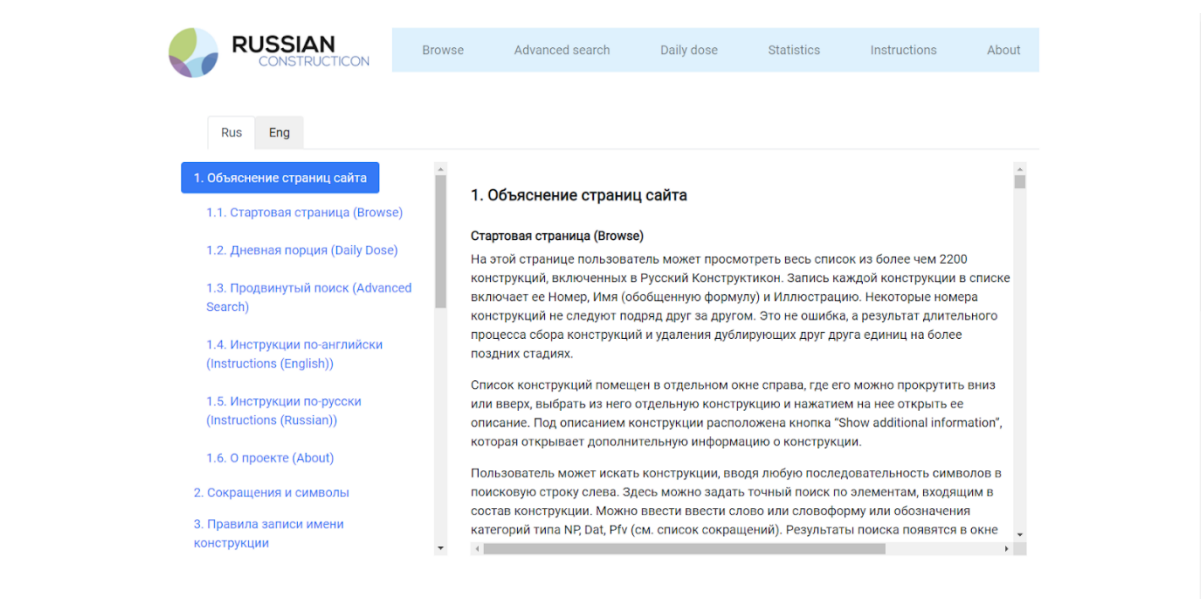 RUSSIAN
CONSTRUCTICON
Browse Advanced search Daily dose Statistics Instructions About
Rus Eng
1. Объяснение страниц сайта
1.1. Стартовая страница (Browse)
1.2. Дневная порция (Daily Dose)
1.3. Продвинутый поиск (Advanced
Search)
1.4. Инструкции по-английски
(Instructions (English))
1.5. Инструкции по-русски
(Instructions (Russian))
1.6. О проекте (About)
2. Сокращения и символы
3. Правила записи имени
конструкции
1. Объяснение страниц сайта
Стартовая страница (Browse)
На этой странице пользователь может просмотреть весь список из более чем 2200
конструкций, включенных в Русский Конструктикон. Запись каждой конструкции в списке
включает ее Номер, Имя (обобщенную формулу) и Иллюстрацию. Некоторые номера
конструкций не следуют подряд друг за другом. Это не ошибка, а результат длительного
процесса сбора конструкций и удаления дублирующих друг друга единиц на более
поздних стадиях.
Список конструкций помещен в отдельном окне справа, где его можно прокрутить вниз
или вверх, выбрать из него отдельную конструкцию и нажатием на нее открыть ее
описание. Под описанием конструкции расположена кнопка “Show additional information”,
которая открывает дополнительную информацию о конструкции.
Пользователь может искать конструкции, вводя любую последовательность символов в
поисковую строку слева. Здесь можно задать точный поиск по элементам, входящим в
состав конструкции. Можно ввести ввести слово или словоформу или обозначения
категорий типа NP, Dat, Pfv (см. список сокращений). Результаты поиска появятся в окне